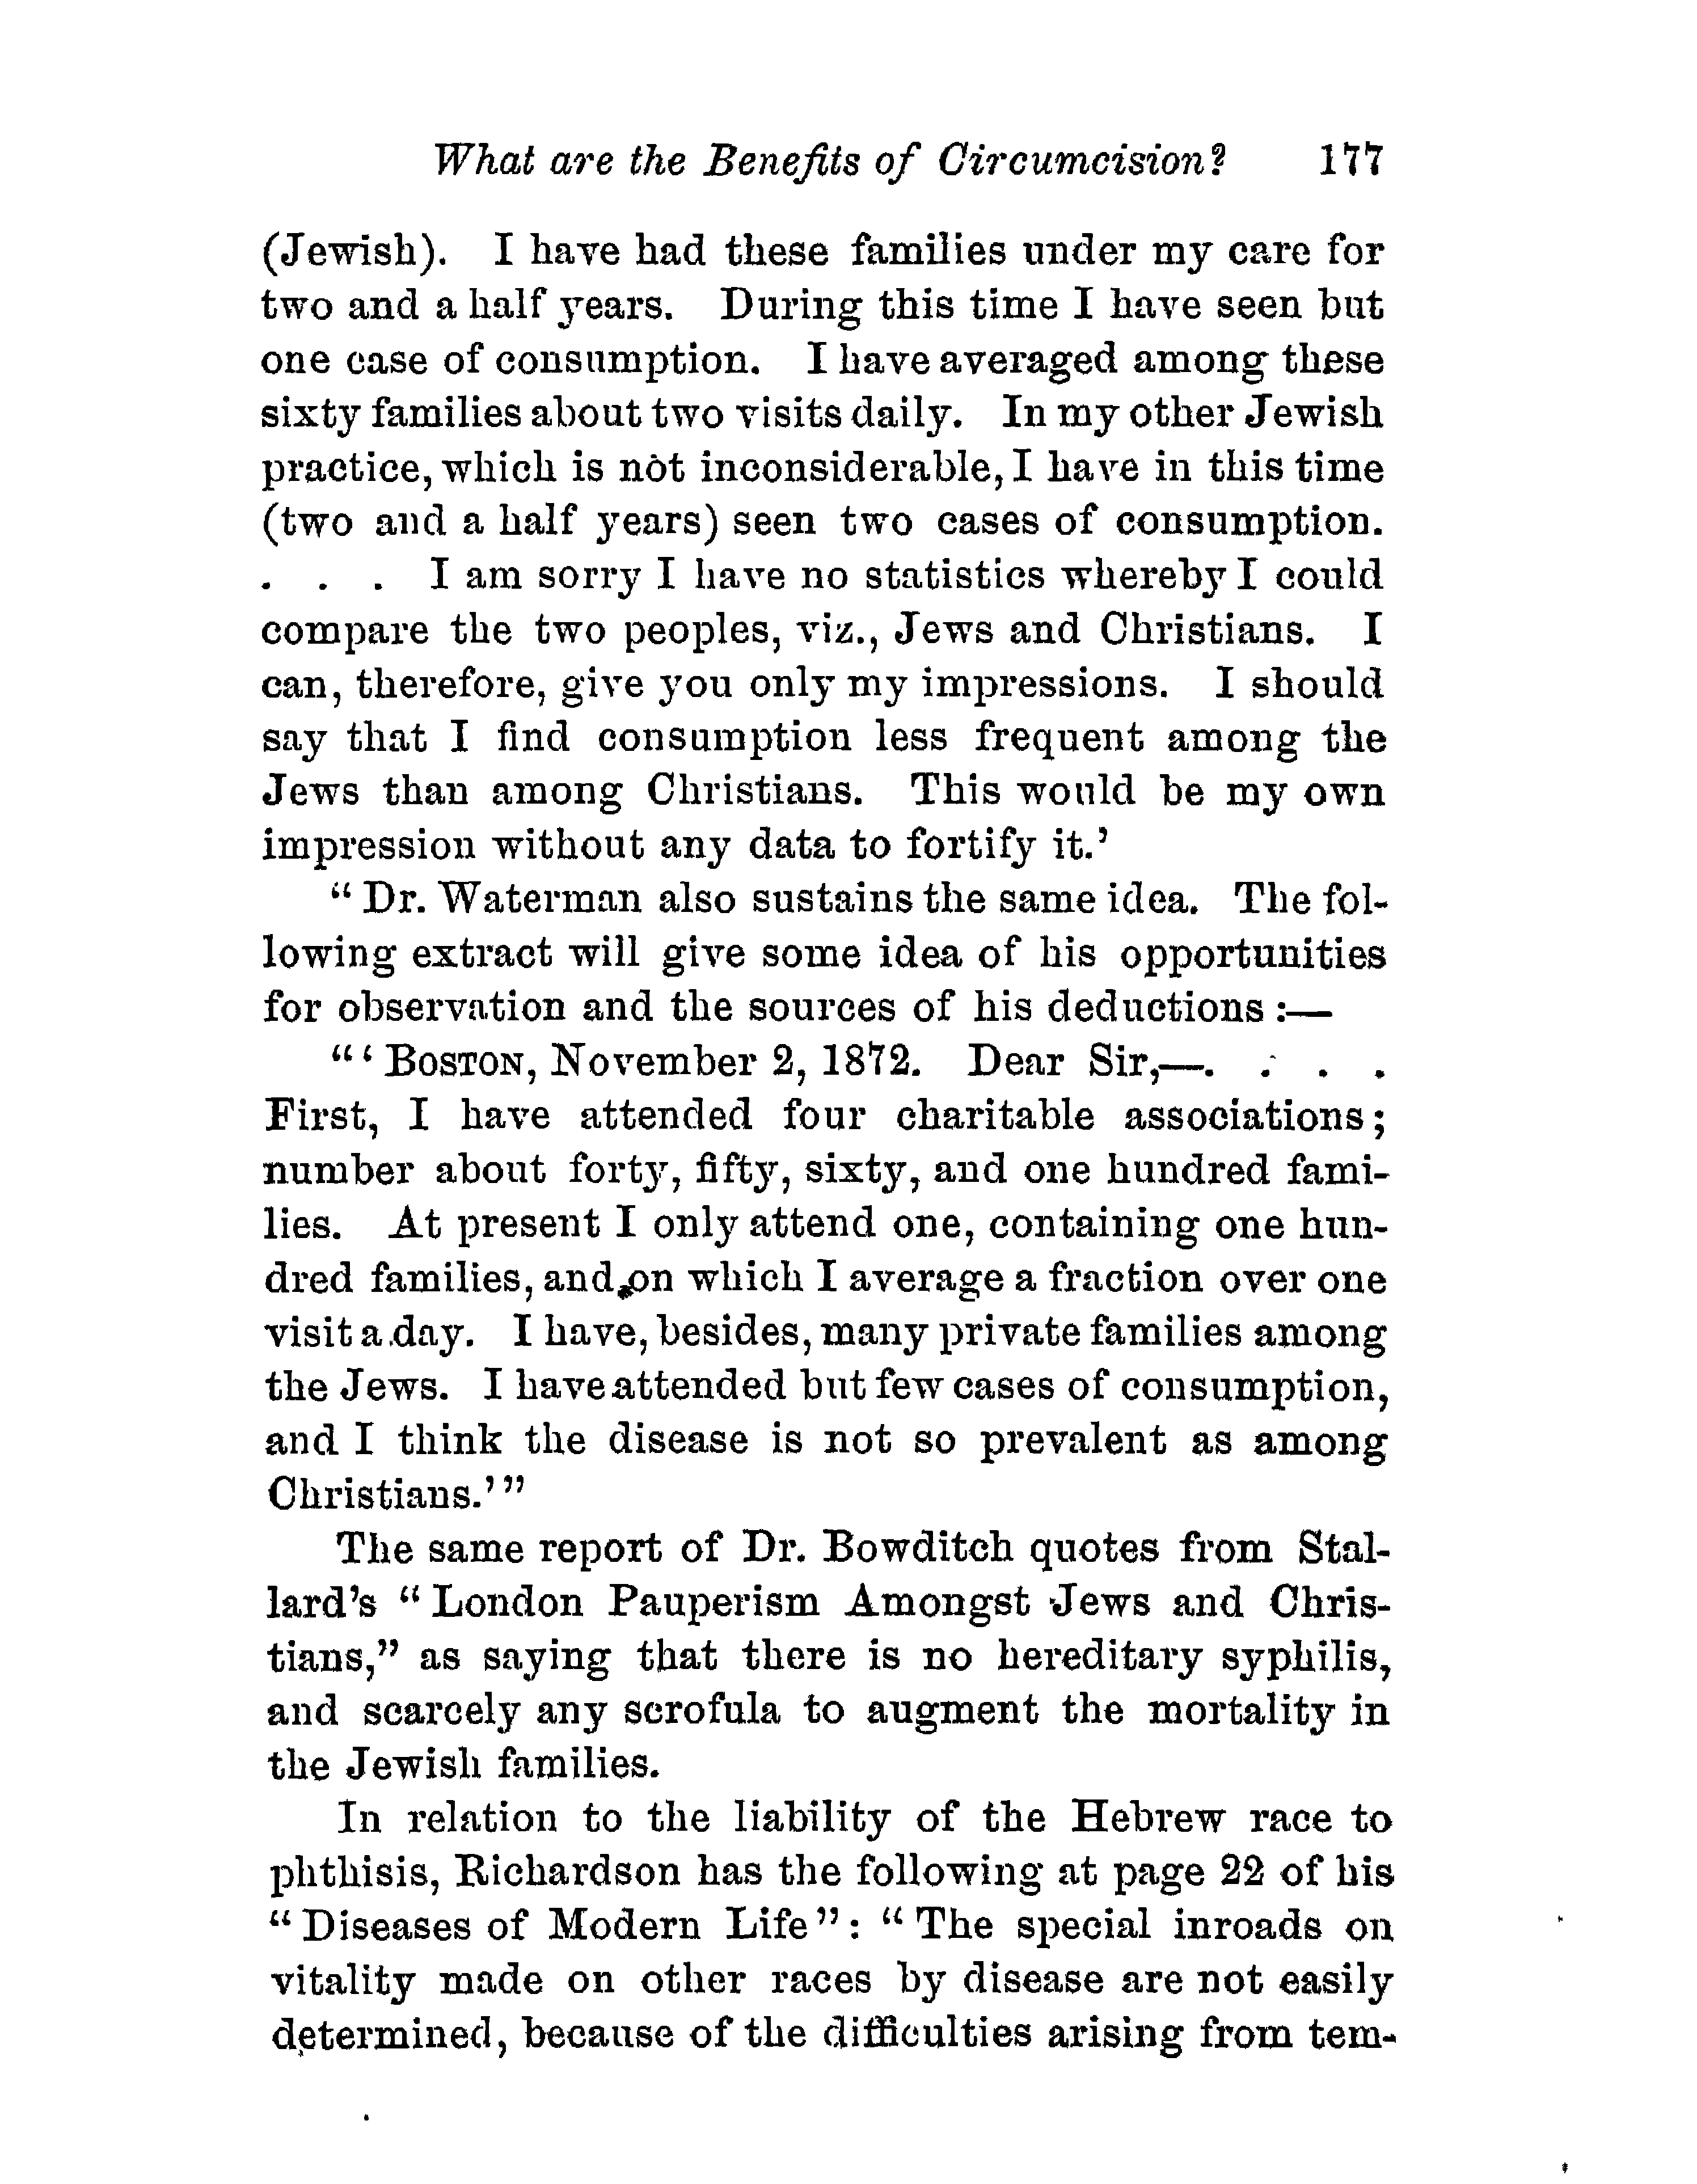 What are the Benefits of Circumcision? 177
(Jewish). I have had these families under my care for
two and a half years. During this time I have seen but
one case of consumption. I have averaged among these
sixty families about two visits daily. In my other Jewish
practice, which is not inconsiderable, I have in this time
(two and a half years) seen two cases of consumption.
. . . I am sorry I have no statistics whereby I could
compare the two peoples, viz., Jews and Christians. I
can, therefore, give you only my impressions. I should
say that I find consumption less frequent among the
Jews than among Christians. This would be my own
impression without any data to fortify it.’
“Dr. Waterman also sustains the same idea. The fol-
lowing extract will give some idea of his opportunities
for observation and the sources of his deductions:—
“‘Boston, November 2, 1872. Dear Sir,—. . . .
First, I have attended four charitable associations;
number about forty, fifty, sixty, and one hundred fami-
lies. At present I only attend one, containing one hun-
dred families, and on which I average a fraction over one
visit a day. I have, besides, many private families among
the Jews. I have attended but few cases of consumption,
and I think the disease is not so prevalent as among
Christians.’”
The same report of Dr. Bowditch quotes from Stal-
lard’s “London Pauperism Amongst Jews and Chris-
tians,” as saying that there is no hereditary syphilis,
and scarcely any scrofula to augment the mortality in
the Jewish families.
In relation to the liability of the Hebrew race to
phthisis, Richardson has the following at page 22 of his
“Diseases of Modern Life”: “The special inroads on
vitality made on other races by disease are not easily
determined, because of the difficulties arising from tem-